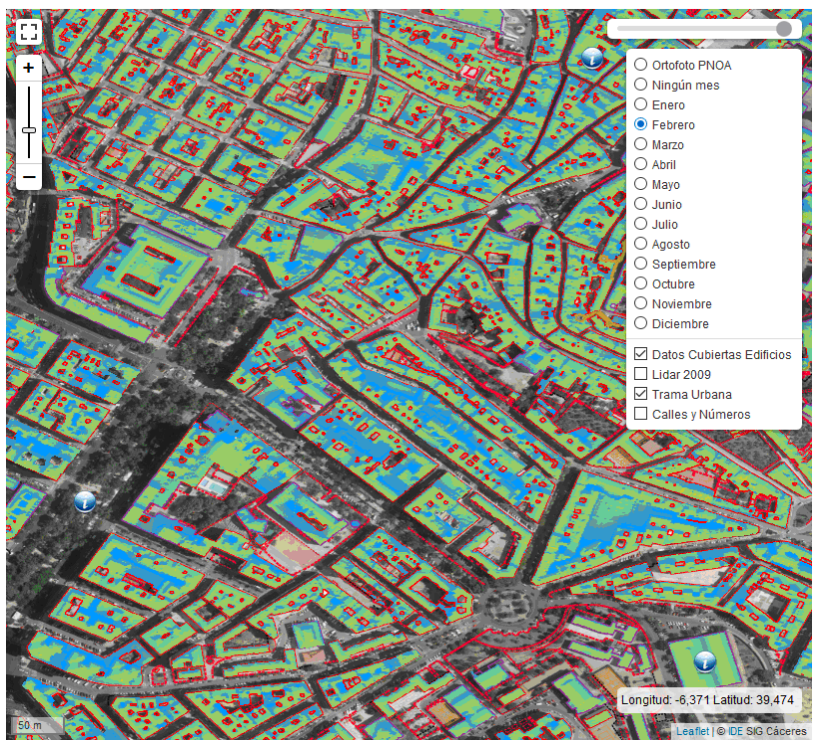 +
−
Ortofoto PNOA
Ningún mes
Enero
Febrero
Marzo
Abril
Mayo
Junio
Julio
Agosto
Septiembre
Octubre
Noviembre
Diciembre
Datos Cubiertas Edificios
Lidar 2009
Trama Urbana
Calles y Números
i
i
i
Longitud: -6,371 Latitud: 39,474
50 m
Leaflet | © IDE SIG Cáceres